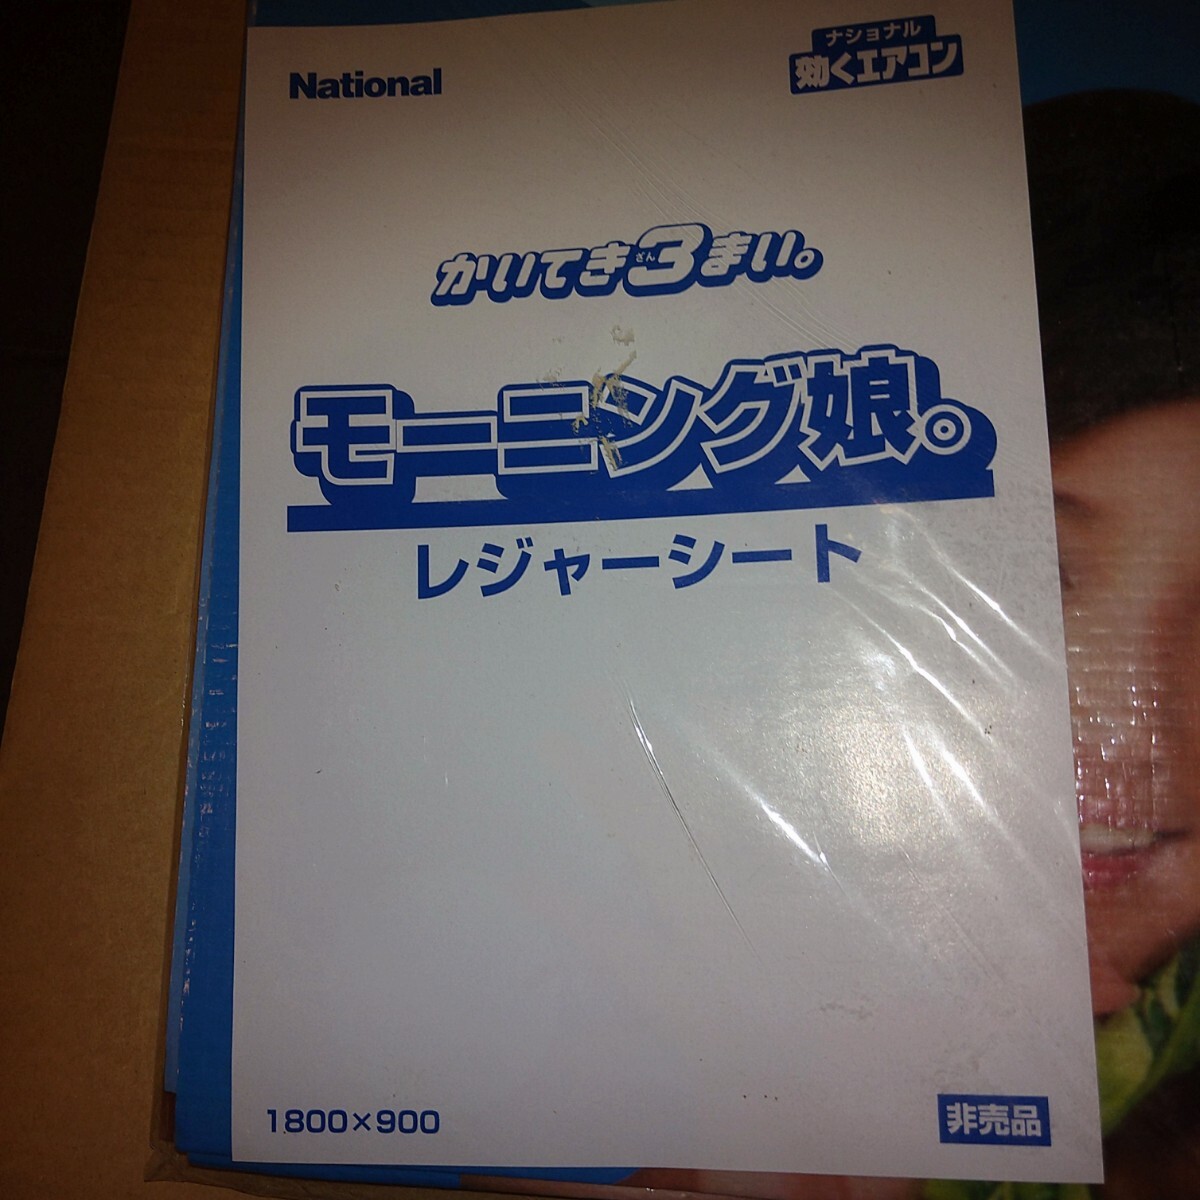 National
ナショナル
効くエアコン
かいてき3まい。
ざん
モーニング娘。
レジャーシート
1800×900
非売品